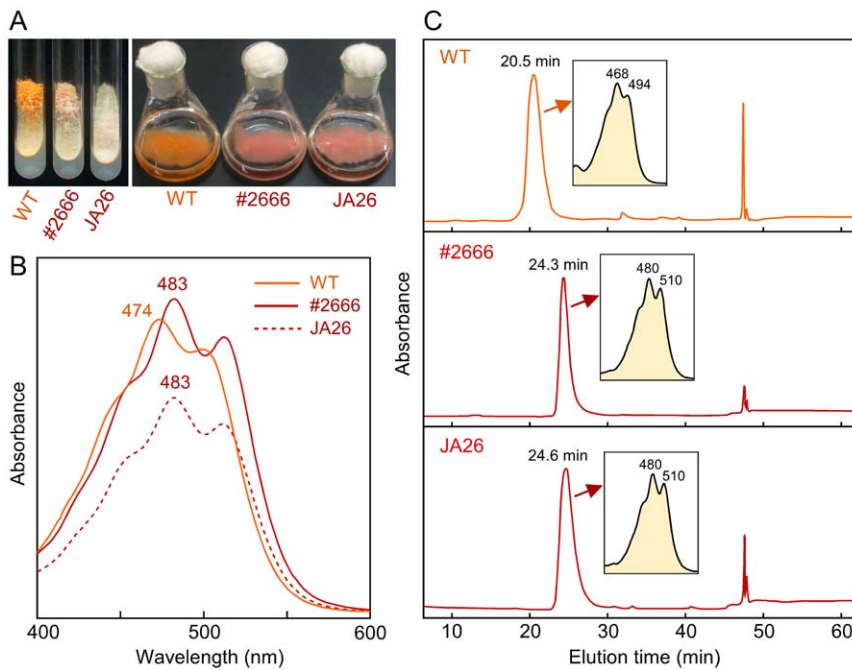 A
WT
#2666
JA26
WT
#2666
JA26
B
WT
#2666
JA26
474
483
483
Absorbance
400
500
600
Wavelength (nm)
C
WT
20.5 min
468
494
#2666
24.3 min
480
510
JA26
24.6 min
480
510
Absorbance
10
20
30
40
50
60
Elution time (min)